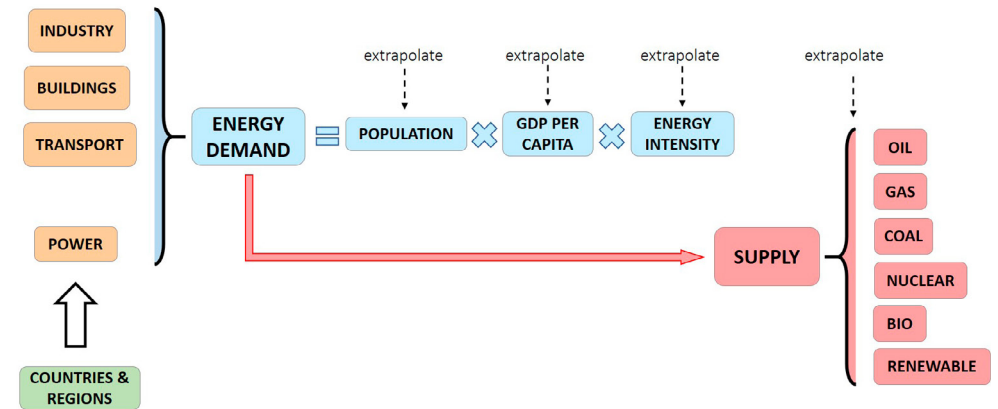 INDUSTRY
BUILDINGS
TRANSPORT
POWER
COUNTRIES &
REGIONS
ENERGY
DEMAND
=
extrapolate
POPULATION
×
extrapolate
GDP PER
CAPITA
×
extrapolate
ENERGY
INTENSITY
SUPPLY
extrapolate
OIL
GAS
COAL
NUCLEAR
BIO
RENEWABLE